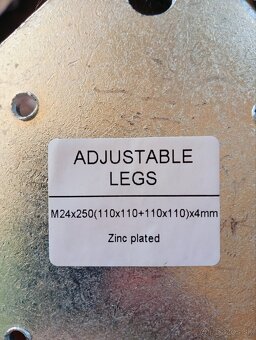 ADJUSTABLE
LEGS
M24x250(110x110+110x110)x4mm
Zinc plated